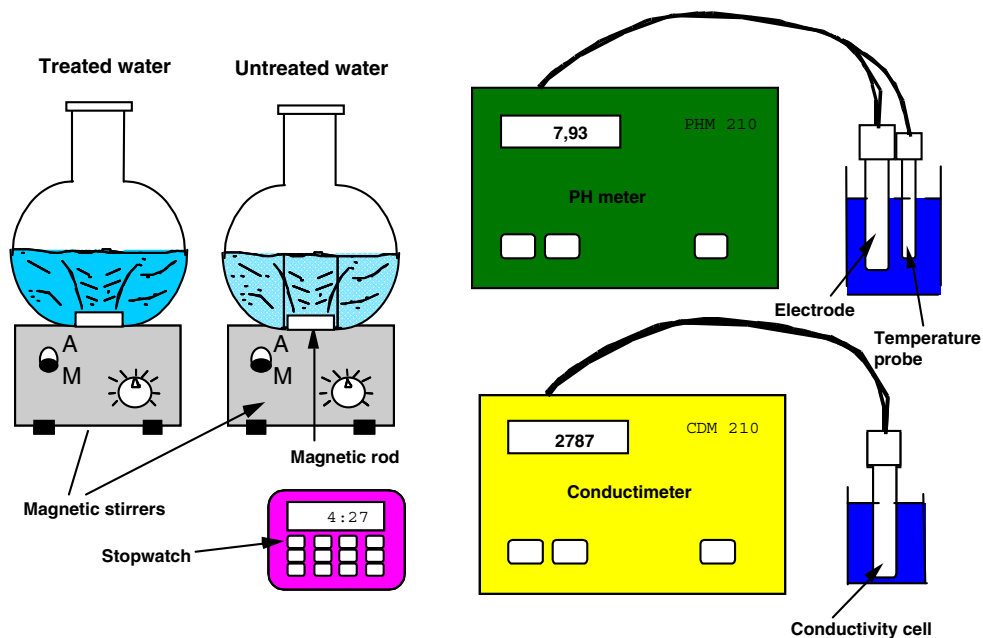 Treated water
Untreated water
A
M
A
M
Magnetic rod
Magnetic stirrers
4:27
Stopwatch
7,93
PHM 210
PH meter
Electrode
Temperature
probe
2787
CDM 210
Conductimeter
Conductivity cell